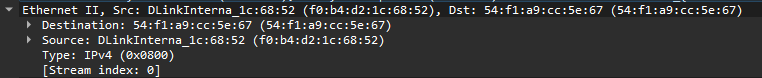 Ethernet II, Src: DLinkInterna_1c:68:52 (f0:b4:d2:1c:68:52), Dst: 54:f1:a9:cc:5e:67 (54:f1:a9:cc:5e:67)
Destination: 54:f1:a9:cc:5e:67 (54:f1:a9:cc:5e:67)
Source: DLinkInterna_1c:68:52 (f0:b4:d2:1c:68:52)
Type: IPv4 (0x0800)
[Stream index: 0]